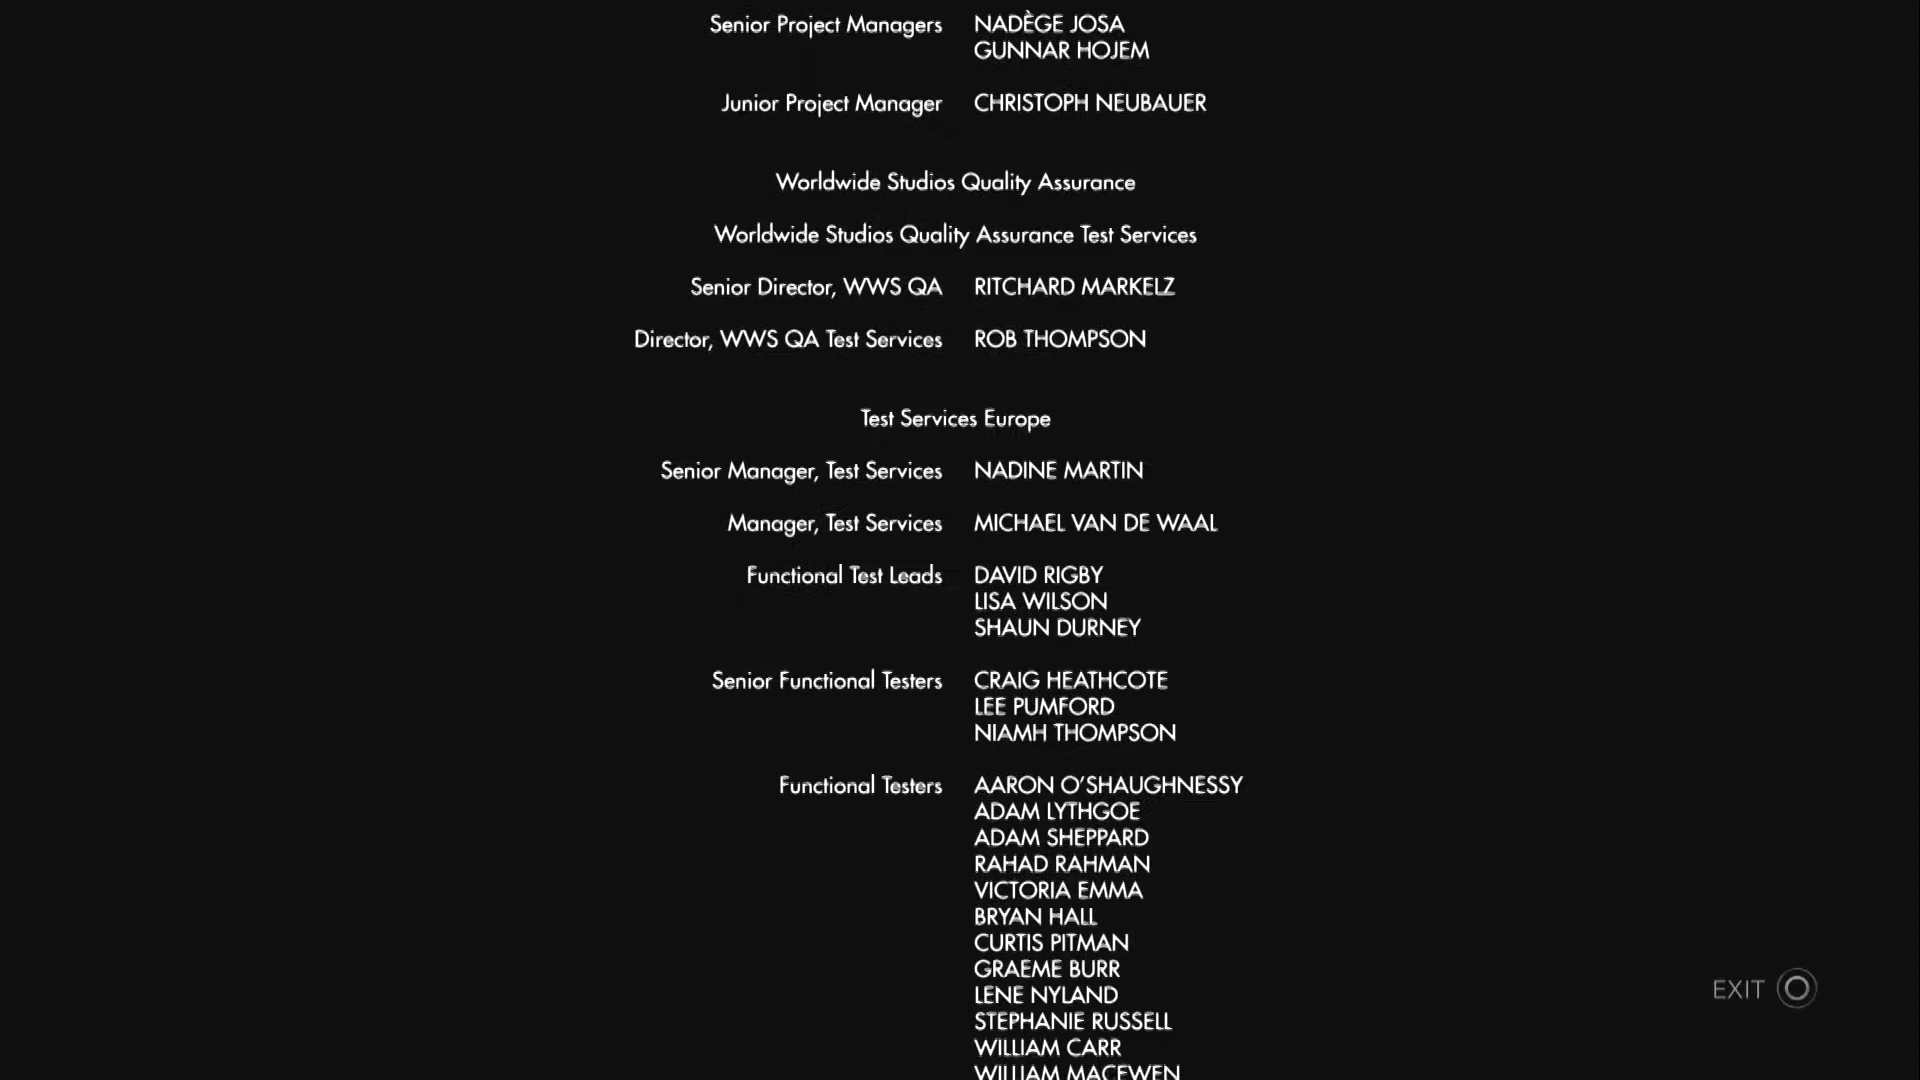 Senior Project Managers NADÈGE JOSA
GUNNAR HOJEM
Junior Project Manager CHRISTOPH NEUBAUER
Worldwide Studios Quality Assurance
Worldwide Studios Quality Assurance Test Services
Senior Director, WWS QA RITCHARD MARKELZ
Director, WWS QA Test Services ROB THOMPSON
Test Services Europe
Senior Manager, Test Services NADINE MARTIN
Manager, Test Services MICHAEL VAN DE WAAL
Functional Test Leads DAVID RIGBY
LISA WILSON
SHAUN DURNEY
Senior Functional Testers CRAIG HEATHCOTE
LEE PUMFORD
NIAMH THOMPSON
Functional Testers AARON O'SHAUGHNESSY
ADAM LYTHGOE
ADAM SHEPPARD
RAHAD RAHMAN
VICTORIA EMMA
BRYAN HALL
CURTIS PITMAN
GRAEME BURR
LENE NYLAND
STEPHANIE RUSSELL
WILLIAM CARR
WILLIAM MACEWEN
EXIT